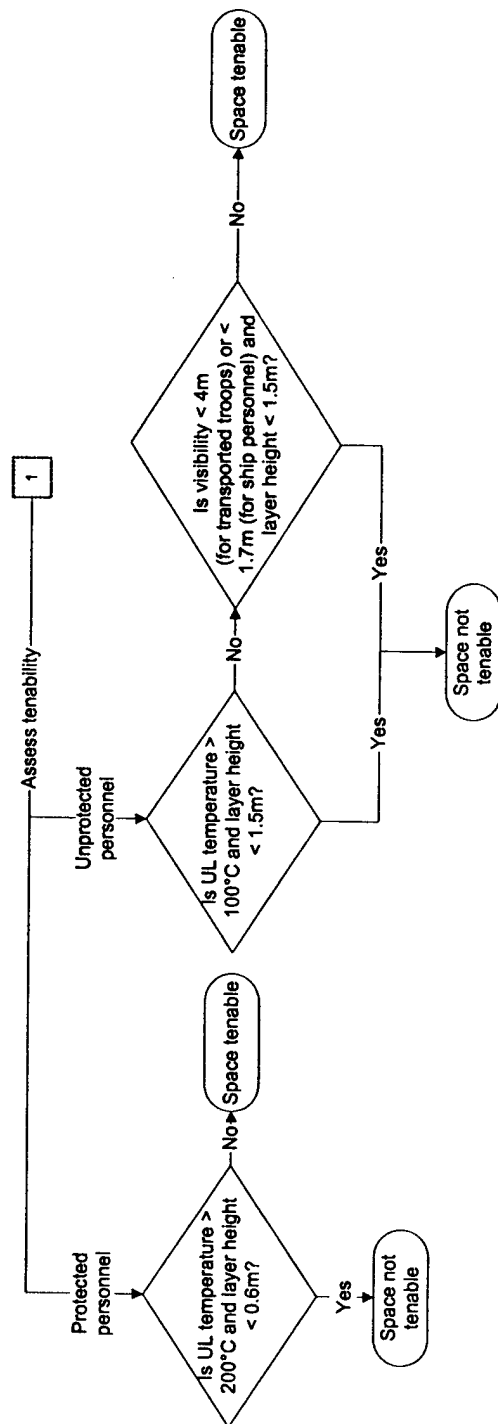 1
Assess tenability
Protected
personnel
Is UL temperature >
200°C and layer height
< 0.6m?
No
Space tenable
Yes
Space not
tenable
Unprotected
personnel
Is UL temperature >
100°C and layer height
< 1.5m?
No
Yes
Is visibility < 4m
(for transported troops) or <
1.7m (for ship personnel) and
layer height < 1.5m?
No
Space tenable
Yes
Space not
tenable